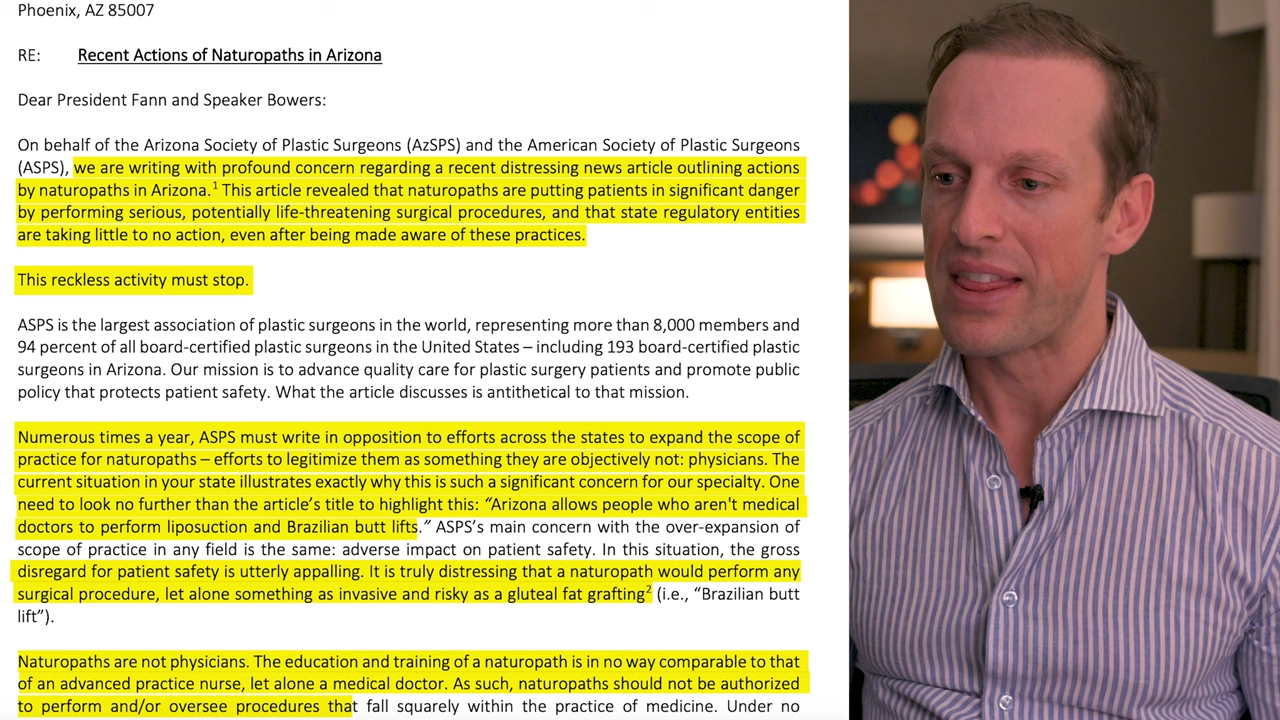 Phoenix, AZ 85007
RE: Recent Actions of Naturopaths in Arizona
Dear President Fann and Speaker Bowers:
On behalf of the Arizona Society of Plastic Surgeons (AzSPS) and the American Society of Plastic Surgeons
(ASPS), we are writing with profound concern regarding a recent distressing news article outlining actions
by naturopaths in Arizona.1 This article revealed that naturopaths are putting patients in significant danger
by performing serious, potentially life-threatening surgical procedures, and that state regulatory entities
are taking little to no action, even after being made aware of these practices.
This reckless activity must stop.
ASPS is the largest association of plastic surgeons in the world, representing more than 8,000 members and
94 percent of all board-certified plastic surgeons in the United States – including 193 board-certified plastic
surgeons in Arizona. Our mission is to advance quality care for plastic surgery patients and promote public
policy that protects patient safety. What the article discusses is antithetical to that mission.
Numerous times a year, ASPS must write in opposition to efforts across the states to expand the scope of
practice for naturopaths – efforts to legitimize them as something they are objectively not: physicians. The
current situation in your state illustrates exactly why this is such a significant concern for our specialty. One
need to look no further than the article's title to highlight this: “Arizona allows people who aren't medical
doctors to perform liposuction and Brazilian butt lifts.” ASPS's main concern with the over-expansion of
scope of practice in any field is the same: adverse impact on patient safety. In this situation, the gross
disregard for patient safety is utterly appalling. It is truly distressing that a naturopath would perform any
surgical procedure, let alone something as invasive and risky as a gluteal fat grafting2 (i.e., “Brazilian butt
lift”).
Naturopaths are not physicians. The education and training of a naturopath is in no way comparable to that
of an advanced practice nurse, let alone a medical doctor. As such, naturopaths should not be authorized
to perform and/or oversee procedures that fall squarely within the practice of medicine. Under no